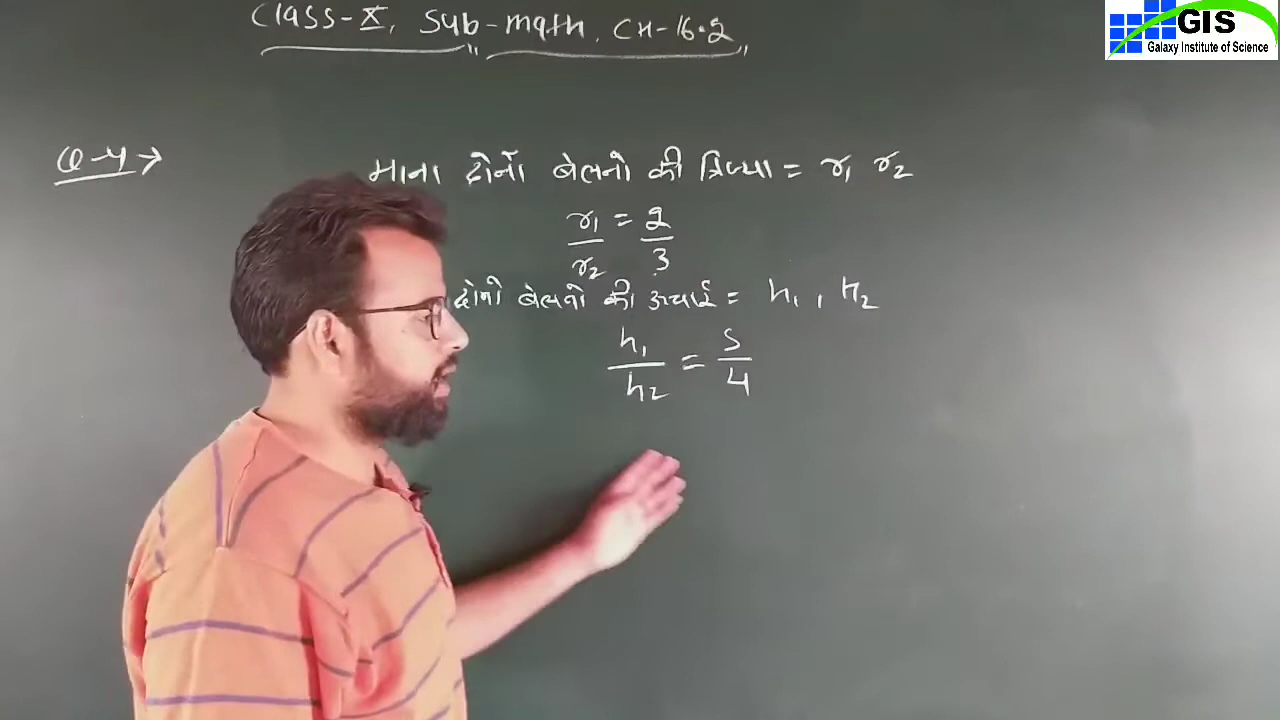 Class-X, Sub-math, CH-16.2
GIS
Galaxy Institute of Science
Q-4→
माना दोनों बेलनो की त्रिज्या = r₁ r₂
r₁/r₂ = 2/3
दोनो बेलनो की उचाई = h₁, h₂
h₁/h₂ = 5/4